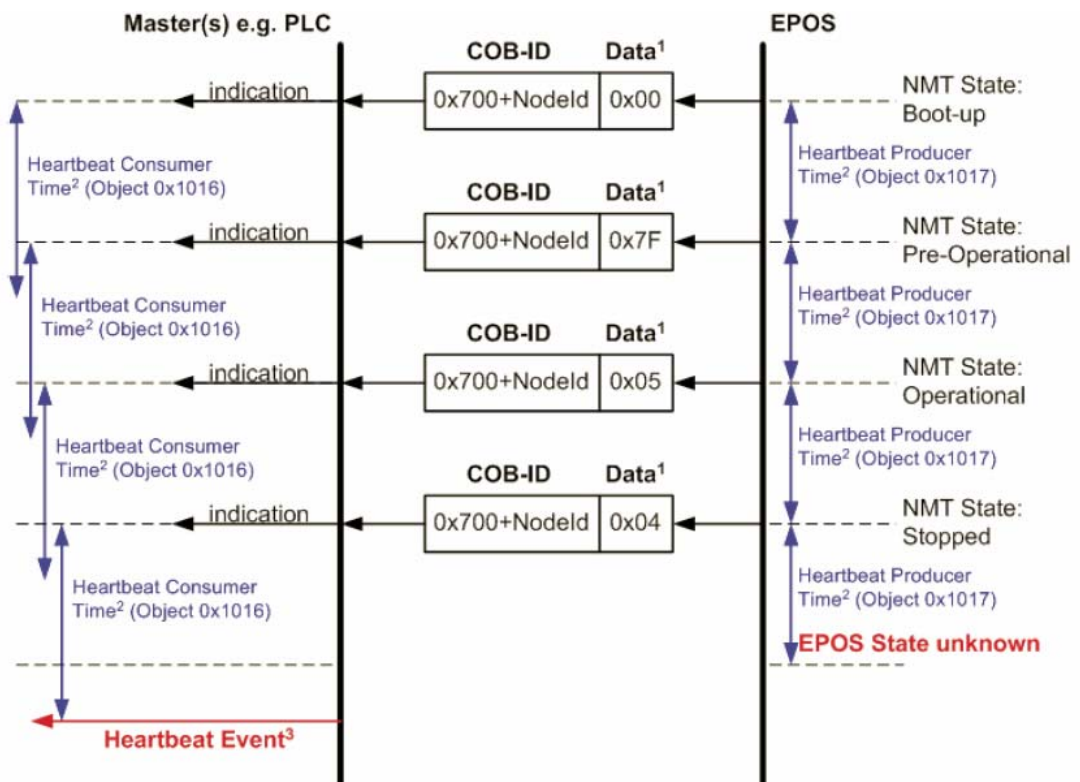 Master(s) e.g. PLC
EPOS
COB-ID Data¹
indication
0x700+NodeId 0x00
NMT State:
Boot-up
Heartbeat Consumer
Time² (Object 0x1016)
Heartbeat Producer
Time² (Object 0x1017)
COB-ID Data¹
indication
0x700+NodeId 0x7F
NMT State:
Pre-Operational
Heartbeat Consumer
Time² (Object 0x1016)
Heartbeat Producer
Time² (Object 0x1017)
COB-ID Data¹
indication
0x700+NodeId 0x05
NMT State:
Operational
Heartbeat Consumer
Time² (Object 0x1016)
Heartbeat Producer
Time² (Object 0x1017)
COB-ID Data¹
indication
0x700+NodeId 0x04
NMT State:
Stopped
Heartbeat Consumer
Time² (Object 0x1016)
Heartbeat Producer
Time² (Object 0x1017)
EPOS State unknown
Heartbeat Event³